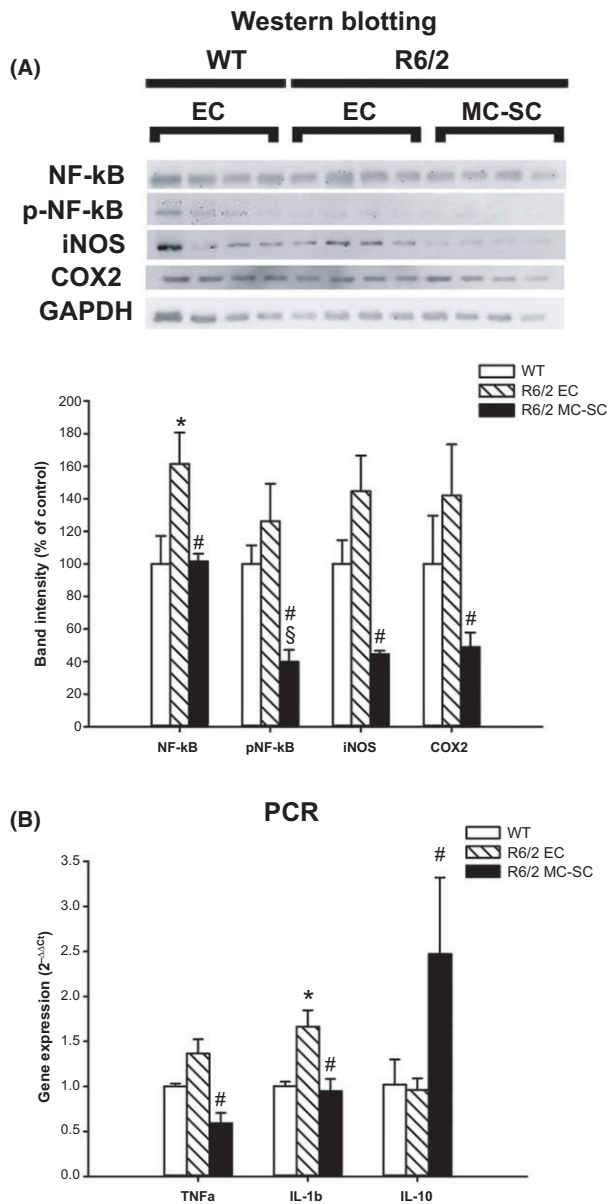 Western blotting
(A)
WT R6/2
EC EC MC-SC
NF-kB
p-NF-kB
iNOS
COX2
GAPDH
WT
R6/2 EC
R6/2 MC-SC
Band intensity (% of control)
200
180
160
140
120
100
80
60
40
20
0
*
#
#
§
#
#
NF-kB pNF-kB iNOS COX2
(B)
PCR
WT
R6/2 EC
R6/2 MC-SC
Gene expression (2^-ΔΔCt)
3.5
3.0
2.5
2.0
1.5
1.0
0.5
0.0
#
*
#
#
TNFa IL-1b IL-10